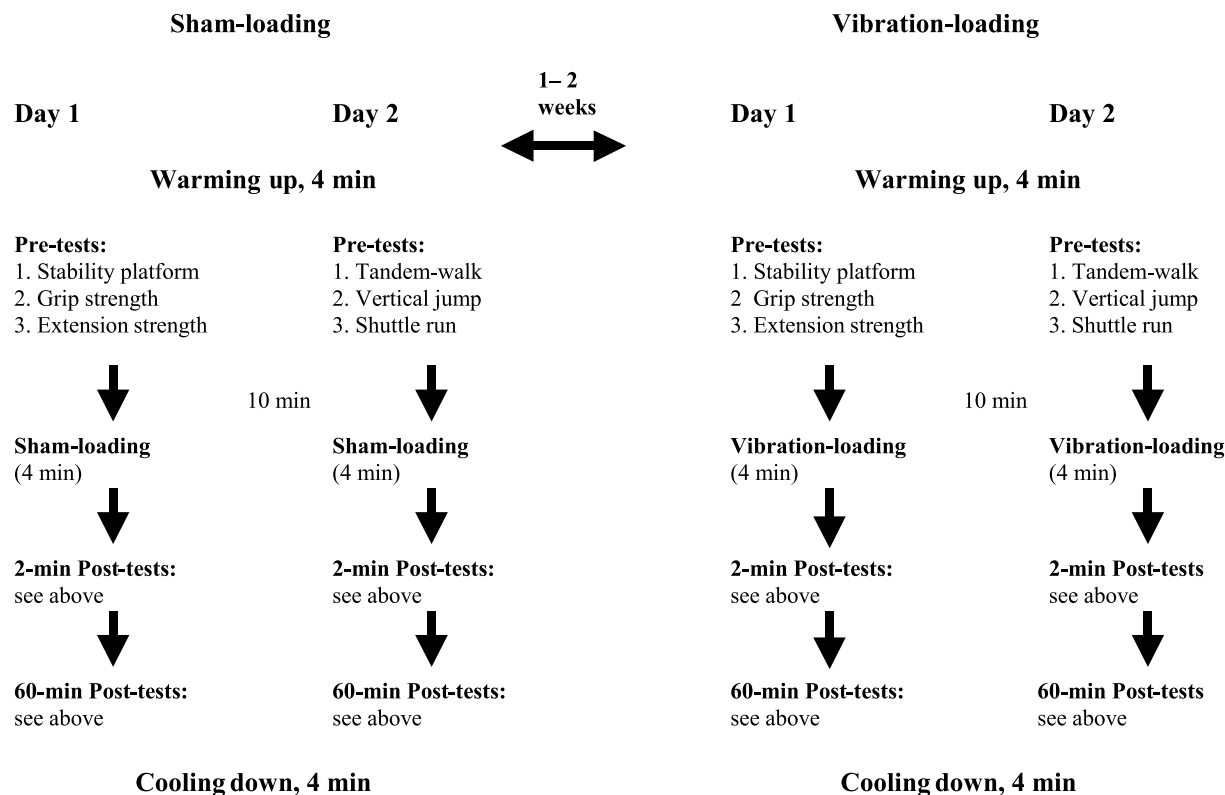 Sham-loading
Vibration-loading
1– 2
weeks
Day 1
Day 2
Day 1
Day 2
Warming up, 4 min
Warming up, 4 min
Pre-tests:
1. Stability platform
2. Grip strength
3. Extension strength
Pre-tests:
1. Tandem-walk
2. Vertical jump
3. Shuttle run
Pre-tests:
1. Stability platform
2  Grip strength
3. Extension strength
Pre-tests:
1. Tandem-walk
2. Vertical jump
3. Shuttle run
10 min
10 min
Sham-loading
(4 min)
Sham-loading
(4 min)
Vibration-loading
(4 min)
Vibration-loading
(4 min)
2-min Post-tests:
see above
2-min Post-tests:
see above
2-min Post-tests:
see above
2-min Post-tests
see above
60-min Post-tests:
see above
60-min Post-tests:
see above
60-min Post-tests:
see above
60-min Post-tests
see above
Cooling down, 4 min
Cooling down, 4 min